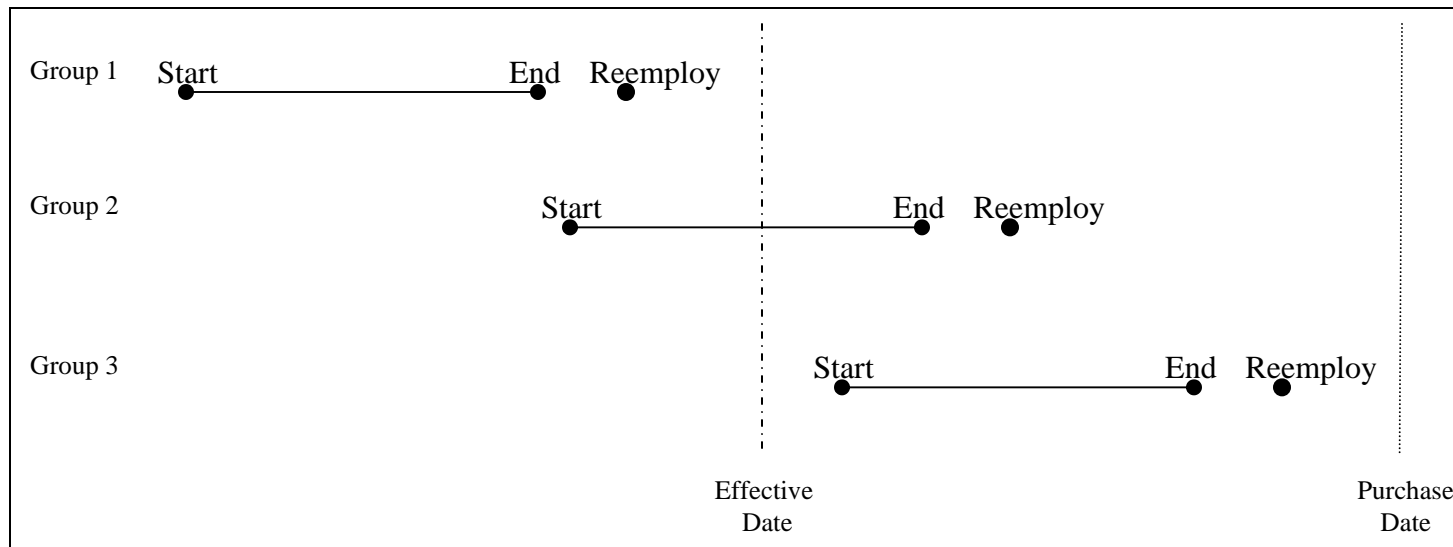 Group 1 Start End Reemploy
Group 2 Start End Reemploy
Group 3 Start End Reemploy
Effective Date
Purchase Date